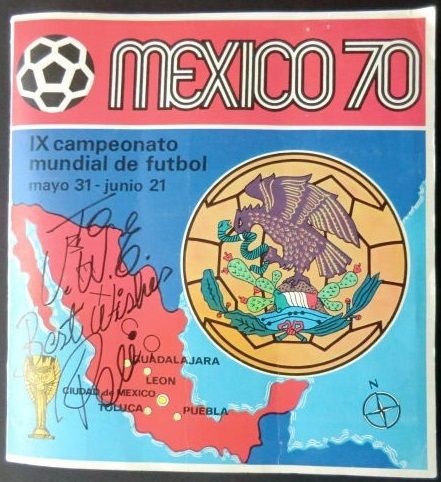 MEXICO 70
IX campeonato
mundial de futbol
mayo 31 - junio 21
Best Wishes
GUADALAJARA
LEON
CIUDAD de MEXICO
TOLUCA
PUEBLA
N